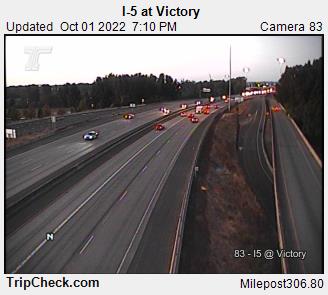 I-5 at Victory
Updated Oct 01 2022 7:10 PM Camera 83
TR
N
83 - I5 @ Victory
TripCheck.com Milepost306.80